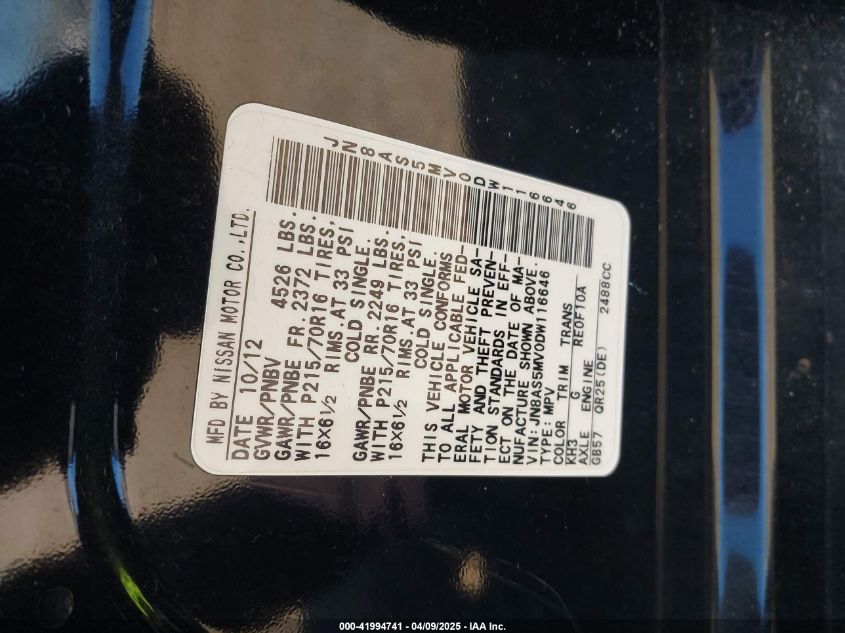 MFD BY NISSAN MOTOR CO.,LTD.
DATE 10/12
GVWR/PNBV 4526 LBS.
GAWR/PNBE FR. 2372 LBS.
WITH P215/70R16 TIRES,
16X6½ RIMS.AT 33 PSI
COLD SINGLE.
GAWR/PNBE RR. 2249 LBS.
WITH P215/70R16 TIRES,
16X6½ RIMS.AT 33 PSI
COLD SINGLE.
THIS VEHICLE CONFORMS
TO ALL APPLICABLE FED-
ERAL MOTOR VEHICLE SA-
FETY AND THEFT PREVEN-
TION STANDARDS IN EFF-
ECT ON THE DATE OF MA-
NUFACTURE SHOWN ABOVE.
VIN:JN8AS5MV0DW116646
TYPE: MPV
COLOR TRIM TRANS
KH3 G RE0F10A
AXLE ENGINE
GB57 QR25(DE) 2488CC
JN8AS5MV0DW116646
000-41994741 - 04/09/2025 - IAA Inc.